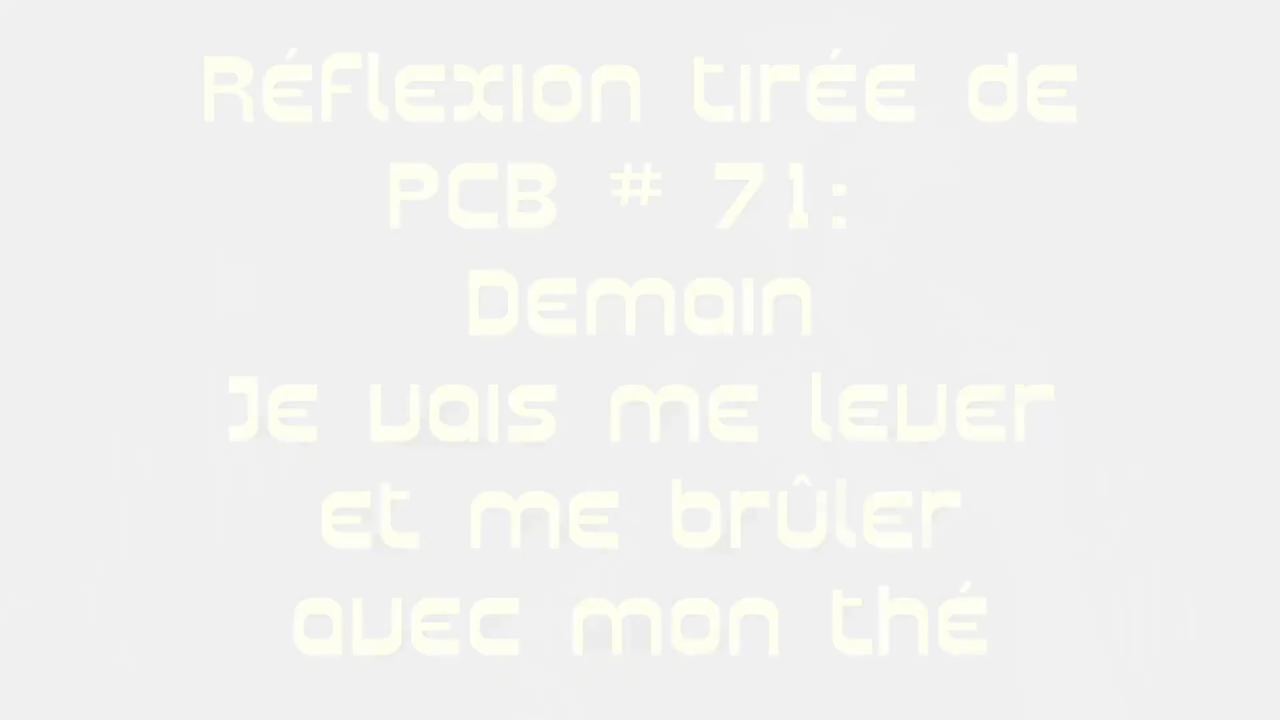 Réflexion tirée de
PCB # 71:
Demain
Je vais me lever
et me brûler
avec mon thé